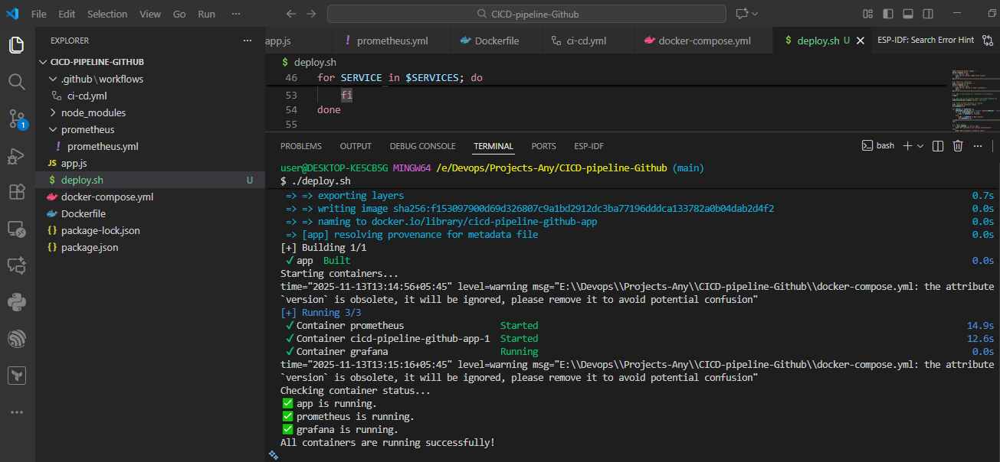 File Edit Selection View Go Run ··· CICD-pipeline-Github
EXPLORER ···
CICD-PIPELINE-GITHUB
.github\workflows
ci-cd.yml
node_modules
prometheus
! prometheus.yml
JS app.js
$ deploy.sh U
docker-compose.yml
Dockerfile
{} package-lock.json
{} package.json
1
app.js ! prometheus.yml Dockerfile ci-cd.yml docker-compose.yml $ deploy.sh U ESP-IDF: Search Error Hint
$ deploy.sh
46 for SERVICE in $SERVICES; do
53 fi
54 done
55
PROBLEMS OUTPUT DEBUG CONSOLE TERMINAL PORTS ESP-IDF bash
user@DESKTOP-KE5CB5G MINGW64 /e/Devops/Projects-Any/CICD-pipeline-Github (main)
$ ./deploy.sh
=> => exporting layers 0.7s
=> => writing image sha256:f153097900d69d326807c9a1bd2912dc3ba77196dddca133782a0b04dab2d4f2 0.0s
=> => naming to docker.io/library/cicd-pipeline-github-app 0.0s
=> [app] resolving provenance for metadata file 0.0s
[+] Building 1/1
✔ app Built 0.0s
Starting containers...
time="2025-11-13T13:14:56+05:45" level=warning msg="E:\\Devops\\Projects-Any\\CICD-pipeline-Github\\docker-compose.yml: the attribute
`version` is obsolete, it will be ignored, please remove it to avoid potential confusion"
[+] Running 3/3
✔ Container prometheus Started 14.9s
✔ Container cicd-pipeline-github-app-1 Started 12.6s
✔ Container grafana Running 0.0s
time="2025-11-13T13:15:16+05:45" level=warning msg="E:\\Devops\\Projects-Any\\CICD-pipeline-Github\\docker-compose.yml: the attribute
`version` is obsolete, it will be ignored, please remove it to avoid potential confusion"
Checking container status...
✅ app is running.
✅ prometheus is running.
✅ grafana is running.
All containers are running successfully!